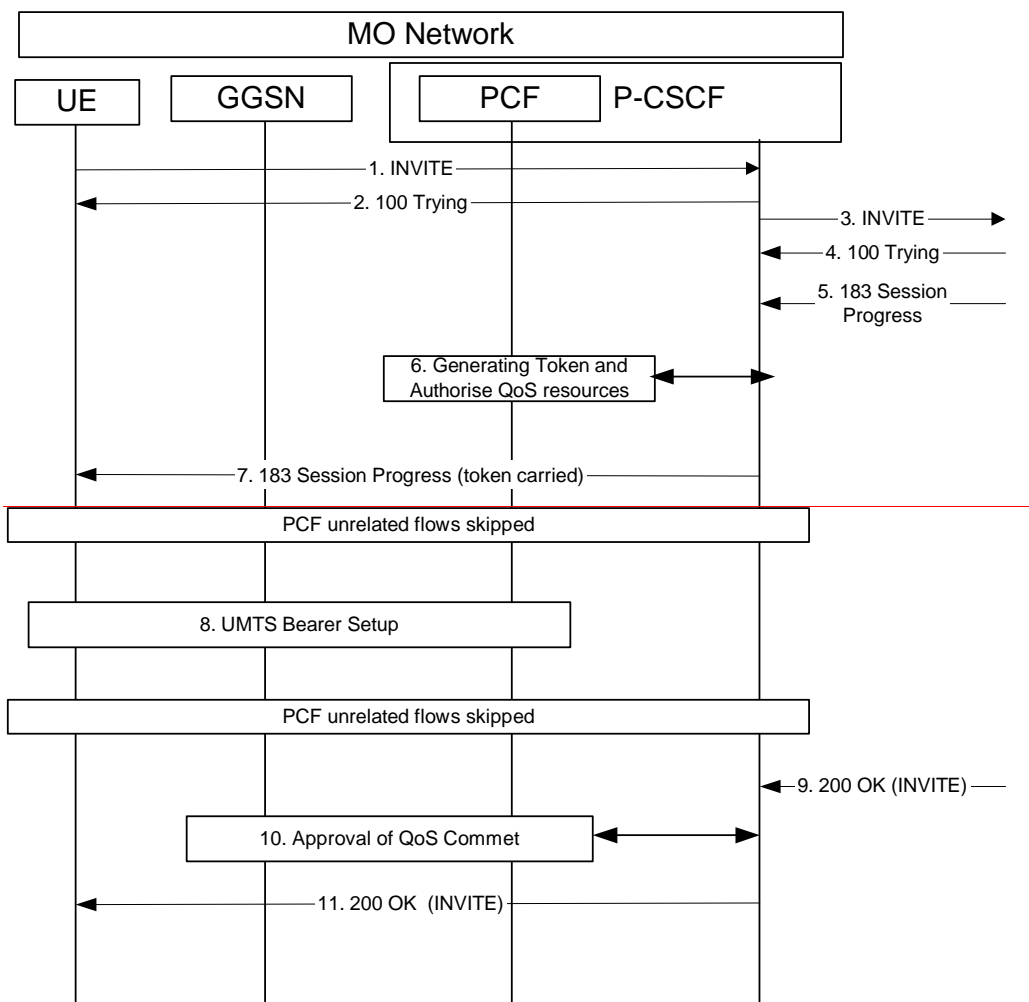 MO Network
UE
GGSN
PCF
P-CSCF
1. INVITE
2. 100 Trying
3. INVITE
4. 100 Trying
5. 183 Session
Progress
6. Generating Token and
Authorise QoS resources
7. 183 Session Progress (token carried)
PCF unrelated flows skipped
8. UMTS Bearer Setup
PCF unrelated flows skipped
9. 200 OK (INVITE)
10. Approval of QoS Commet
11. 200 OK (INVITE)